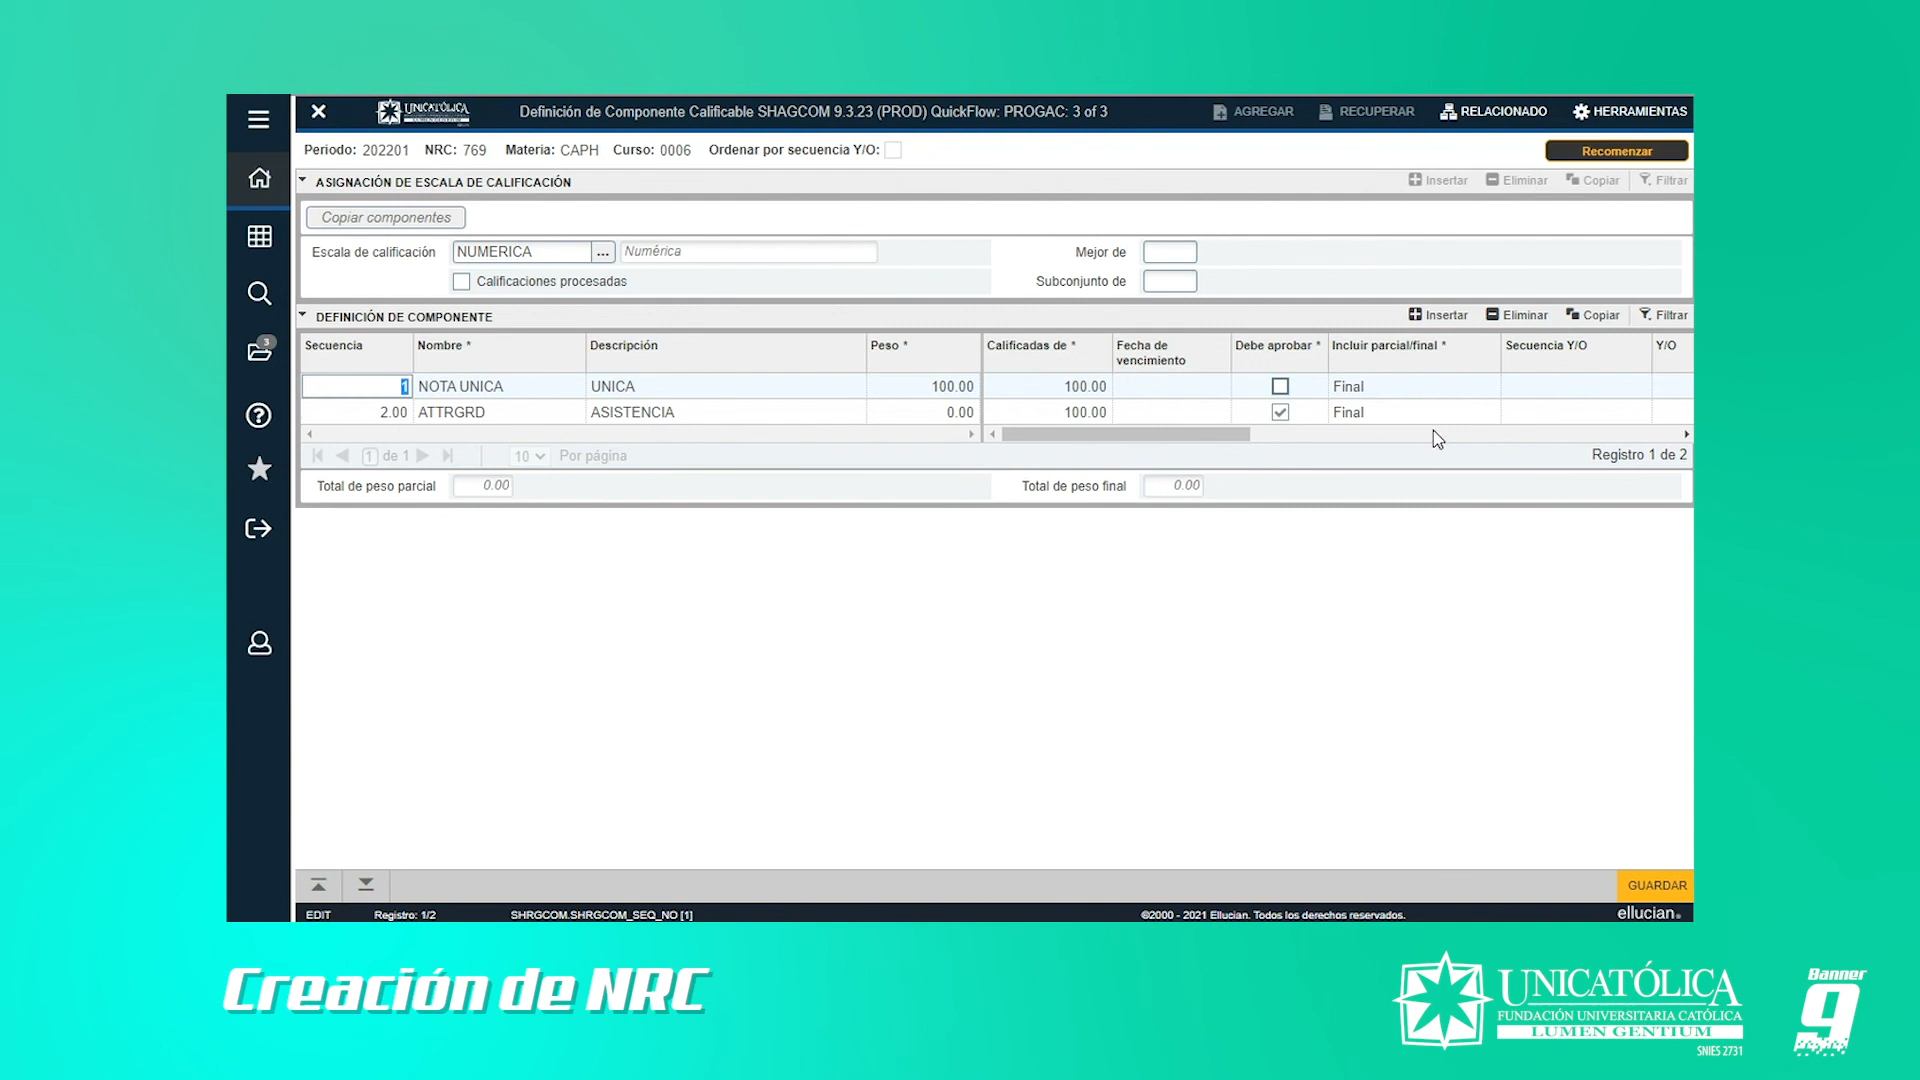 UNICATÓLICA
LUMEN GENTIUM
Definición de Componente Calificable SHAGCOM 9.3.23 (PROD) QuickFlow: PROGAC: 3 of 3
AGREGAR RECUPERAR RELACIONADO HERRAMIENTAS
Periodo: 202201 NRC: 769 Materia: CAPH Curso: 0006 Ordenar por secuencia Y/O:
Recomenzar
ASIGNACIÓN DE ESCALA DE CALIFICACIÓN
Insertar Eliminar Copiar Filtrar
Copiar componentes
Escala de calificación NUMERICA ... Numérica Mejor de
Calificaciones procesadas Subconjunto de
DEFINICIÓN DE COMPONENTE
Insertar Eliminar Copiar Filtrar
Secuencia Nombre * Descripción Peso * Calificadas de * Fecha de vencimiento Debe aprobar * Incluir parcial/final * Secuencia Y/O Y/O
1 NOTA UNICA UNICA 100.00 100.00 Final
2.00 ATTRGRD ASISTENCIA 0.00 100.00 Final
1 de 1 10 Por página Registro 1 de 2
Total de peso parcial 0.00 Total de peso final 0.00
3
GUARDAR
EDIT Registro: 1/2 SHRGCOM.SHRGCOM_SEQ_NO [1] ©2000 - 2021 Ellucian. Todos los derechos reservados. ellucian®
Creación de NRC
UNICATÓLICA
FUNDACIÓN UNIVERSITARIA CATÓLICA
LUMEN GENTIUM
SNIES 2731
Banner
9